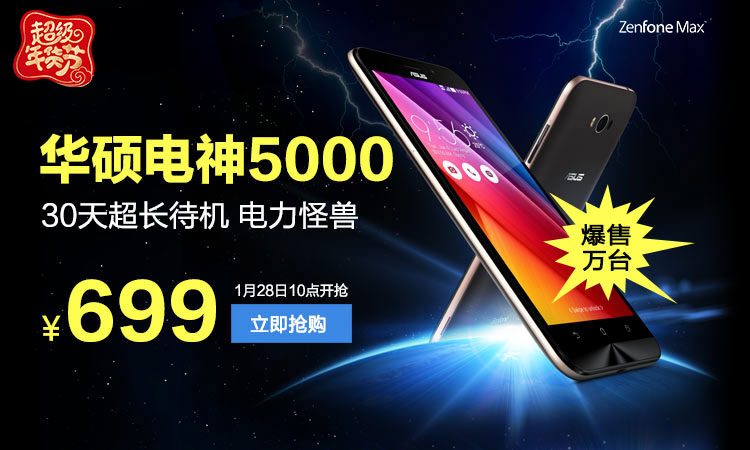 超级
年货节
Zenfone Max
华硕电神5000
30天超长待机 电力怪兽
¥699
1月28日10点开抢
立即抢购
ASUS
9:56
ASUS
爆售
万台